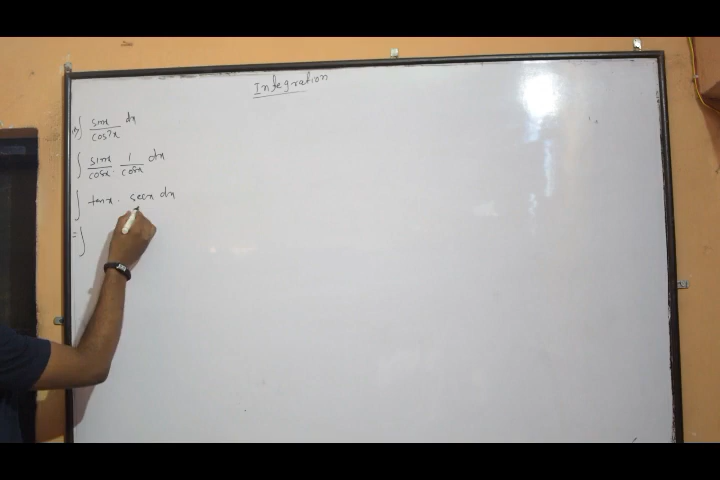 Integration
∫ sinx / cos²x dx
∫ sinx / cosx . 1 / cosx dx
∫ tanx . secx dx
= ∫